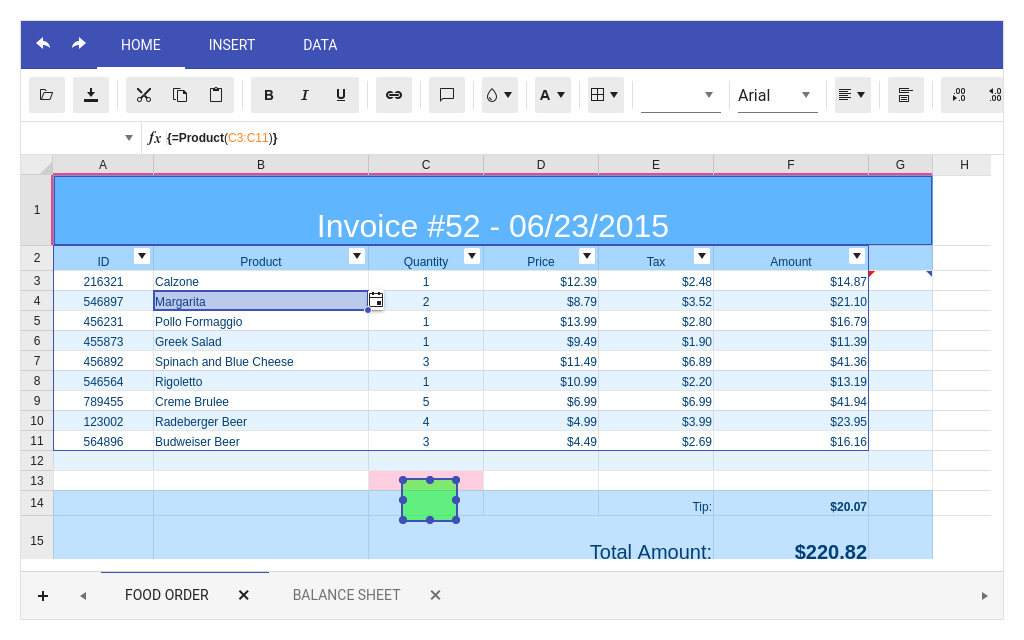 HOME INSERT DATA
B I U A Arial .00 .0 .0 .00
fx {=Product(C3:C11)}
A B C D E F G H
1 Invoice #52 - 06/23/2015
2 ID Product Quantity Price Tax Amount
3 216321 Calzone 1 $12.39 $2.48 $14.87
4 546897 Margarita 2 $8.79 $3.52 $21.10
5 456231 Pollo Formaggio 1 $13.99 $2.80 $16.79
6 455873 Greek Salad 1 $9.49 $1.90 $11.39
7 456892 Spinach and Blue Cheese 3 $11.49 $6.89 $41.36
8 546564 Rigoletto 1 $10.99 $2.20 $13.19
9 789455 Creme Brulee 5 $6.99 $6.99 $41.94
10 123002 Radeberger Beer 4 $4.99 $3.99 $23.95
11 564896 Budweiser Beer 3 $4.49 $2.69 $16.16
12
13
14 Tip: $20.07
15 Total Amount: $220.82
FOOD ORDER BALANCE SHEET